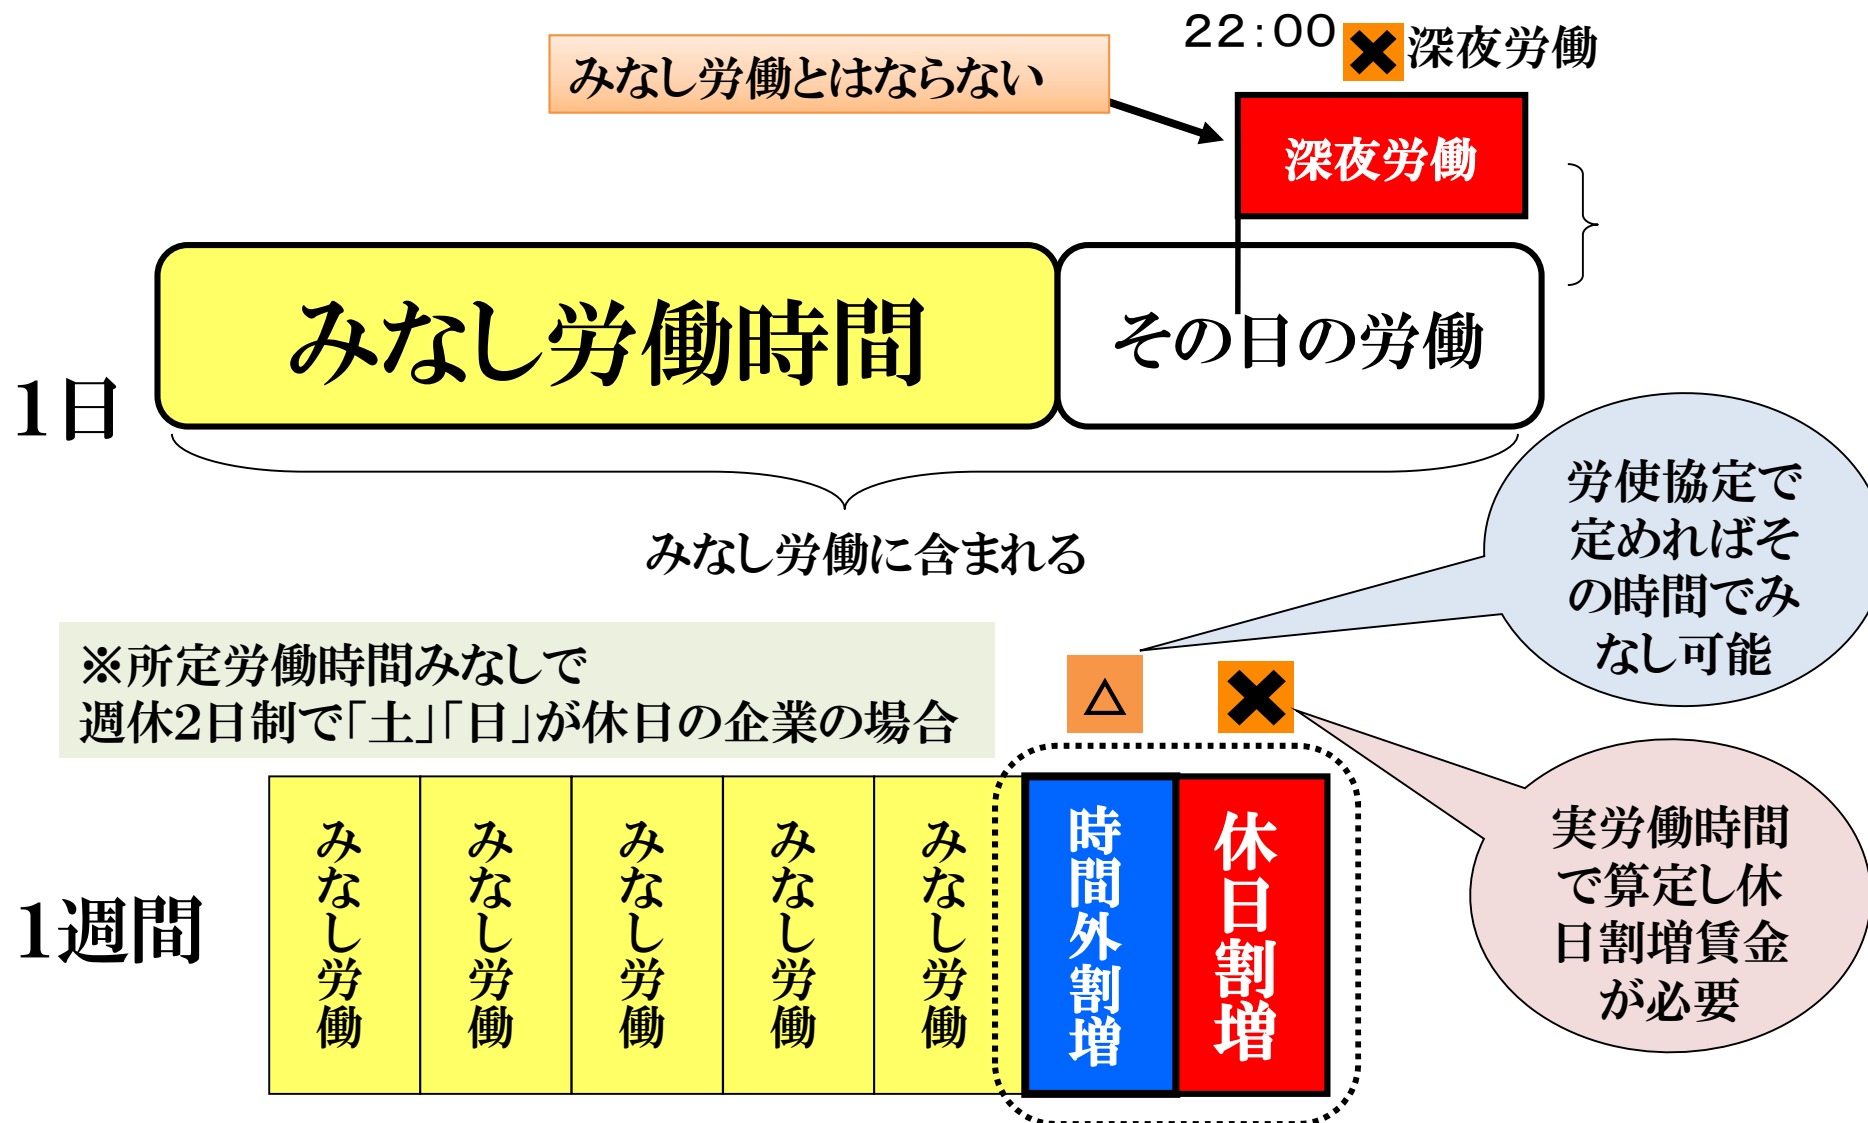 22:00
深夜労働
みなし労働とはならない
深夜労働
みなし労働時間
その日の労働
1日
みなし労働に含まれる
労使協定で
定めればそ
の時間でみ
なし可能
※所定労働時間みなしで
週休2日制で「土」「日」が休日の企業の場合
△
1週間
みなし労働
みなし労働
みなし労働
みなし労働
みなし労働
時間外割増
休日割増
実労働時間
で算定し休
日割増賃金
が必要